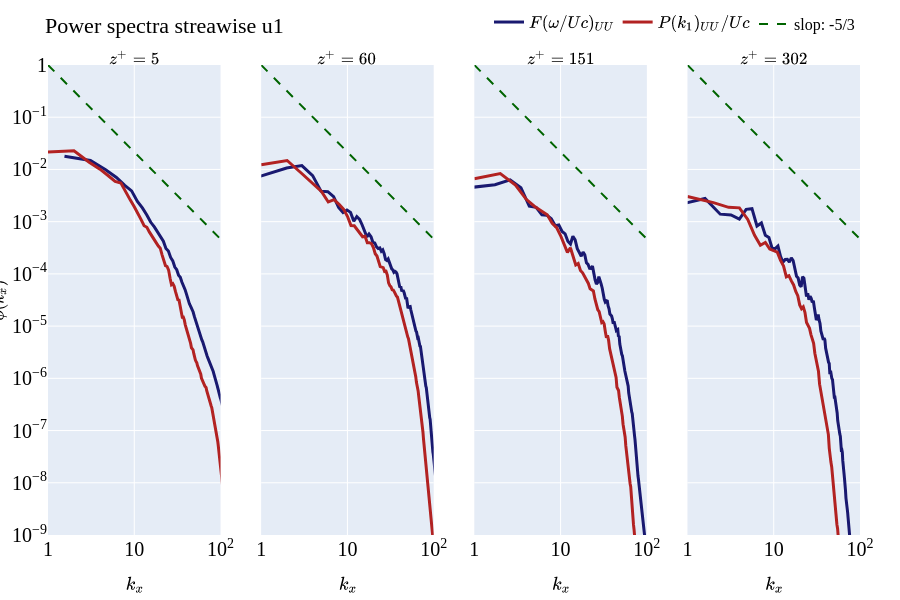 Power spectra streawise u1
F(ω/Uc)_UU P(k_1)_UU/Uc slop: -5/3
z^+ = 5 z^+ = 60 z^+ = 151 z^+ = 302
1
10^−1
10^−2
10^−3
10^−4
10^−5
10^−6
10^−7
10^−8
10^−9
1 10 10^2 1 10 10^2 1 10 10^2 1 10 10^2
k_x k_x k_x k_x